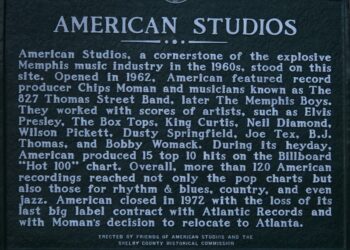 AMERICAN STUDIOS
American Studios, a cornerstone of the explosive
Memphis music industry in the 1960s, stood on this
site. Opened in 1962, American featured record
producer Chips Moman and musicians known as The
827 Thomas Street Band, later The Memphis Boys.
They worked with scores of artists, such as Elvis
Presley, The Box Tops, King Curtis, Neil Diamond,
Wilson Pickett, Dusty Springfield, Joe Tex, B.J.
Thomas, and Bobby Womack. During its heyday,
American produced 15 top 10 hits on the Billboard
"Hot 100" chart. Overall, more than 120 American
recordings reached not only the pop charts but
also those for rhythm & blues, country, and even
jazz. American closed in 1972 with the loss of its
last big label contract with Atlantic Records and
with Moman's decision to relocate to Atlanta.
ERECTED BY FRIENDS OF AMERICAN STUDIOS AND THE
SHELBY COUNTY HISTORICAL COMMISSION